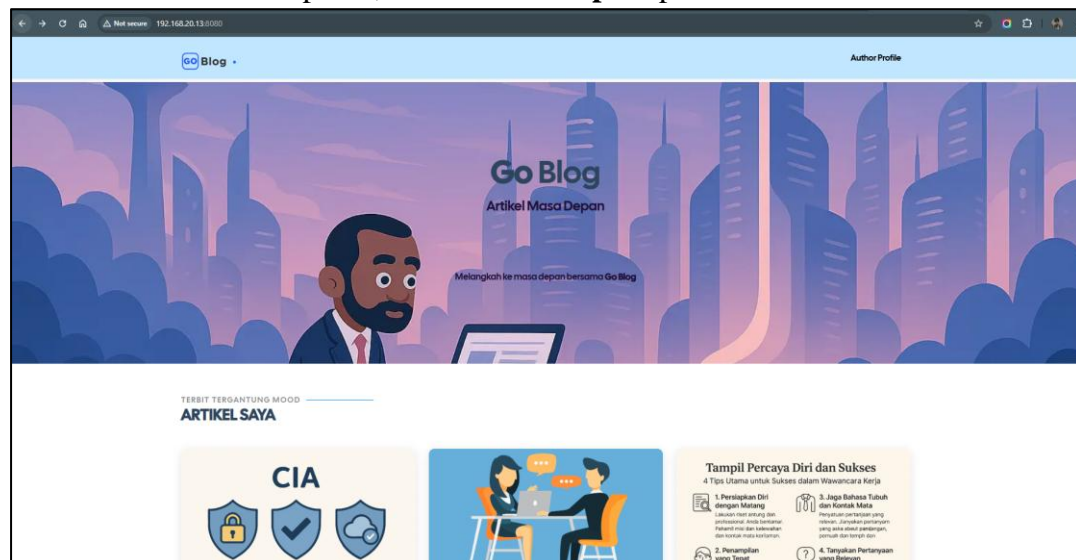 Not secure 192.168.20.13:8080
GO Blog
Author Profile
Go Blog
Artikel Masa Depan
Melangkah ke masa depan bersama Go Blog
TERBIT TERGANTUNG MOOD
ARTIKEL SAYA
CIA
Tampil Percaya Diri dan Sukses
4 Tips Utama untuk Sukses dalam Wawancara Kerja
1. Persiapkan Diri
dengan Matang
3. Jaga Bahasa Tubuh
dan Kontak Mata
2. Penampilan
yang Tepat
4. Tanyakan Pertanyaan
yang Relevan